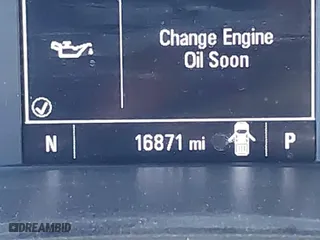 Change Engine
Oil Soon
N
16871 mi
P
DREAMBID